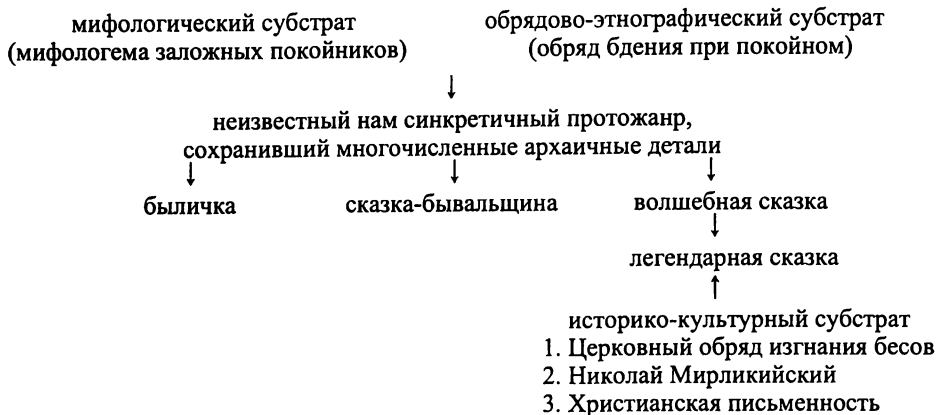 мифологический субстрат
(мифологема заложных покойников)
обрядово-этнографический субстрат
(обряд бдения при покойном)
неизвестный нам синкретичный протожанр,
сохранивший многочисленные архаичные детали
быличка
сказка-бывальщина
волшебная сказка
легендарная сказка
историко-культурный субстрат
1. Церковный обряд изгнания бесов
2. Николай Мирликийский
3. Христианская письменность